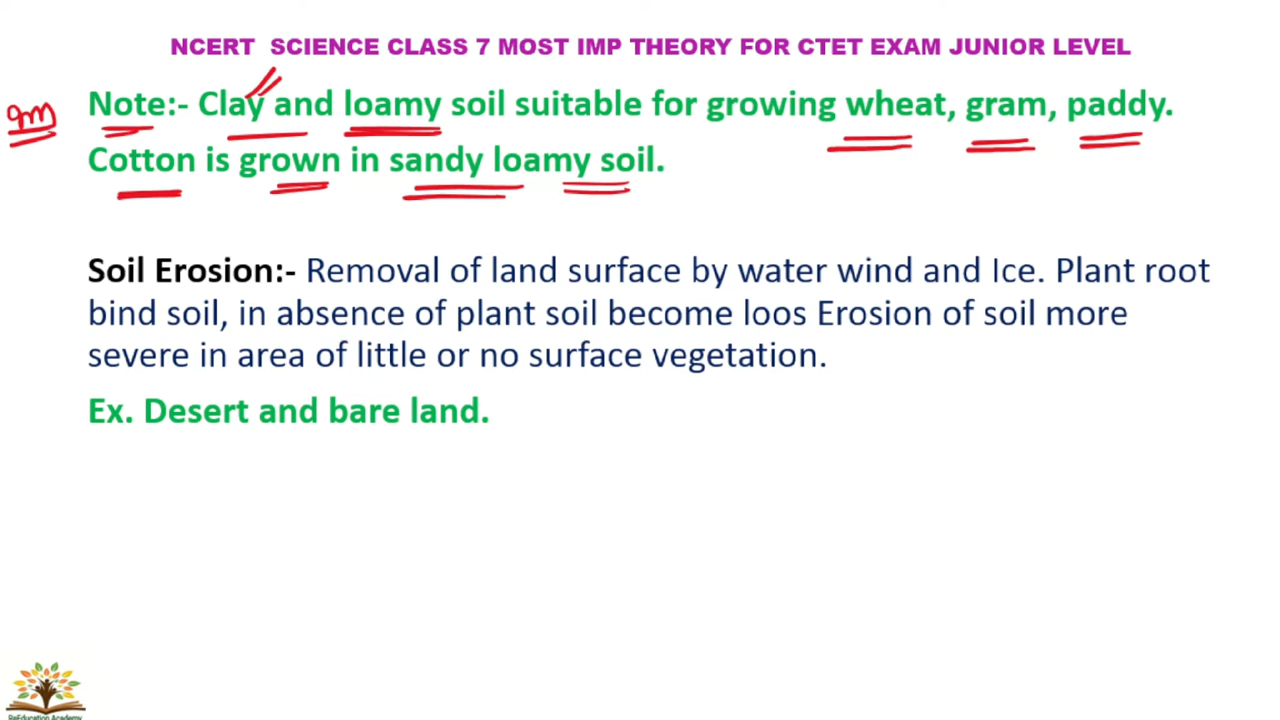 NCERT SCIENCE CLASS 7 MOST IMP THEORY FOR CTET EXAM JUNIOR LEVEL
Note:- Clay and loamy soil suitable for growing wheat, gram, paddy.
Cotton is grown in sandy loamy soil.
Soil Erosion:- Removal of land surface by water wind and Ice. Plant root
bind soil, in absence of plant soil become loos Erosion of soil more
severe in area of little or no surface vegetation.
Ex. Desert and bare land.